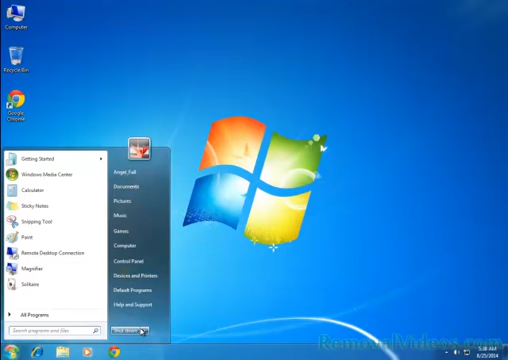 Computer
Recycle Bin
Google
Chrome
Getting Started
Windows Media Center
Calculator
Sticky Notes
Snipping Tool
Paint
Remote Desktop Connection
Magnifier
Solitaire
All Programs
Search programs and files
Angel_Fall
Documents
Pictures
Music
Games
Computer
Control Panel
Devices and Printers
Default Programs
Help and Support
Shut down
RemovalVideos.com
5:38 AM
8/25/2014